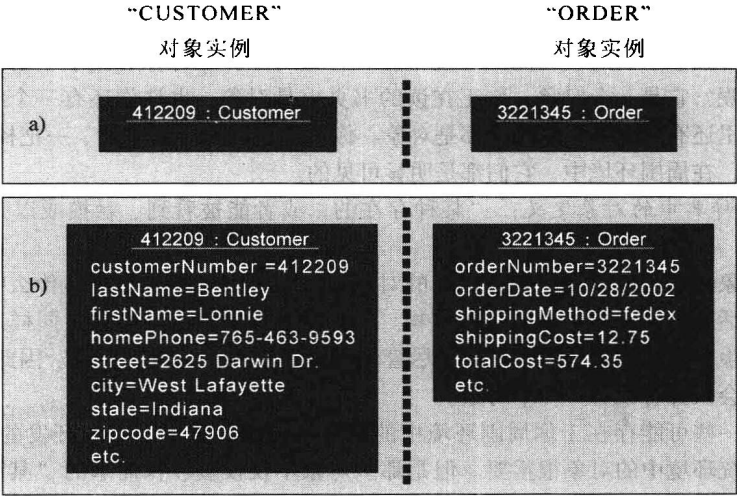 “CUSTOMER”
对象实例
“ORDER”
对象实例
a)
412209 : Customer
3221345 : Order
b)
412209 : Customer
customerNumber =412209
lastName=Bentley
firstName=Lonnie
homePhone=765-463-9593
street=2625 Darwin Dr.
city=West Lafayette
stale=Indiana
zipcode=47906
etc.
3221345 : Order
orderNumber=3221345
orderDate=10/28/2002
shippingMethod=fedex
shippingCost=12.75
totalCost=574.35
etc.